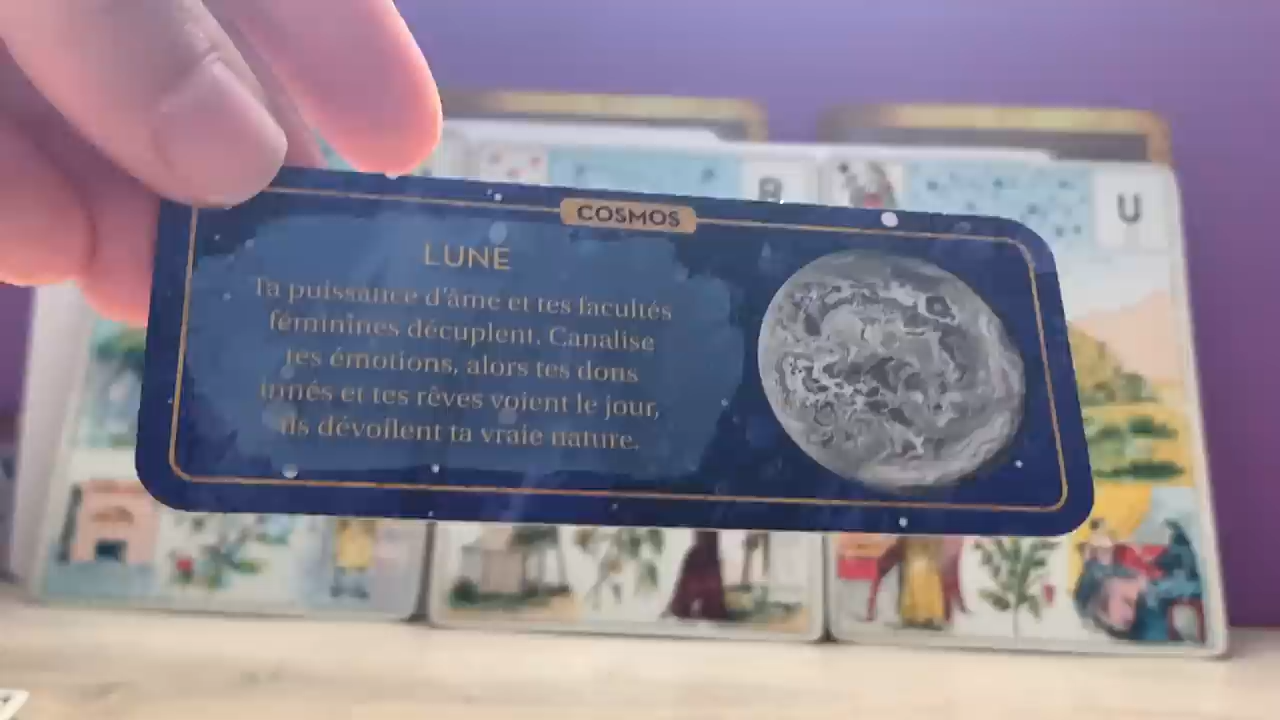 COSMOS
LUNE
Ta puissance d'âme et tes facultés
féminines décuplent. Canalise
tes émotions, alors tes dons
innés et tes rêves voient le jour,
ils dévoilent ta vraie nature.
R
U